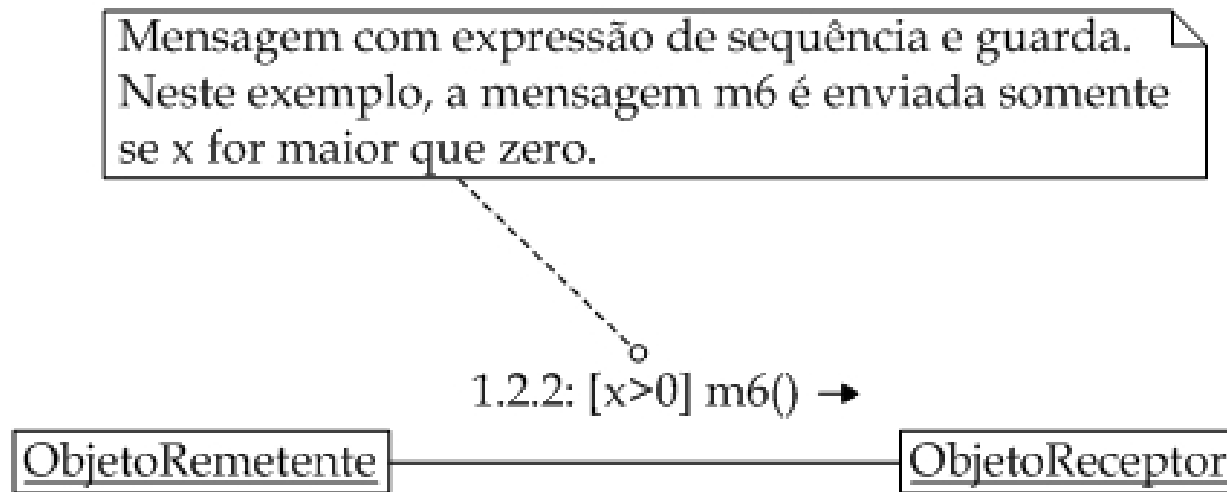 Mensagem com expressão de sequência e guarda.
Neste exemplo, a mensagem m6 é enviada somente
se x for maior que zero.
1.2.2: [x>0] m6()
ObjetoRemetente
ObjetoReceptor